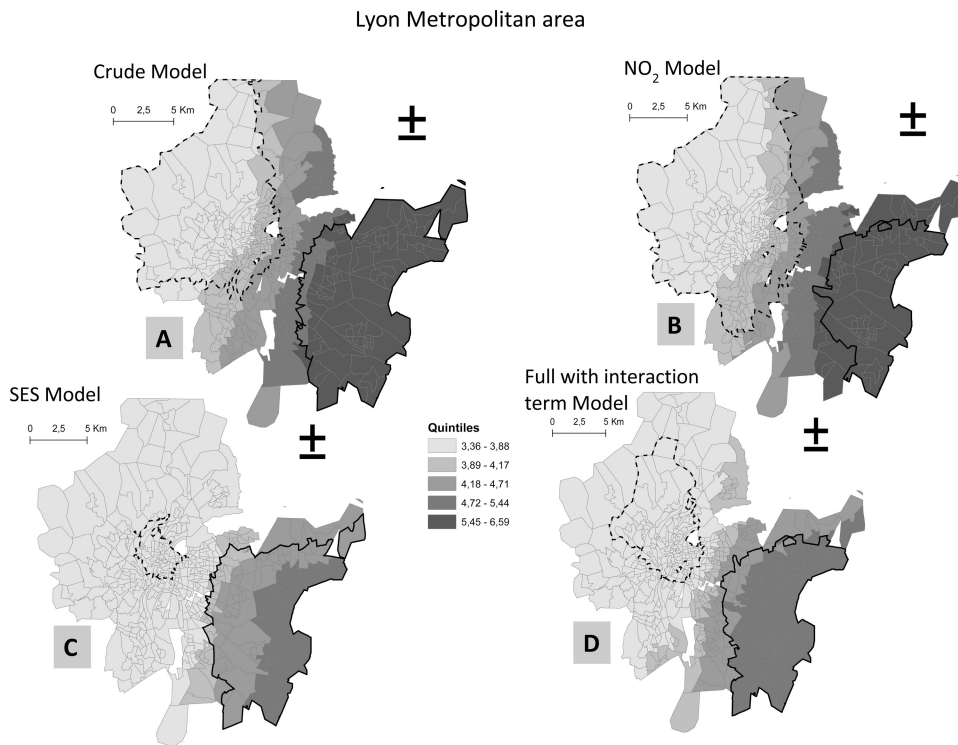 Lyon Metropolitan area
Crude Model
0 2,5 5 Km
±
A
NO2 Model
0 2,5 5 Km
±
B
SES Model
0 2,5 5 Km
±
C
Quintiles
3,36 - 3,88
3,89 - 4,17
4,18 - 4,71
4,72 - 5,44
5,45 - 6,59
Full with interaction
term Model
0 2,5 5 Km
±
D